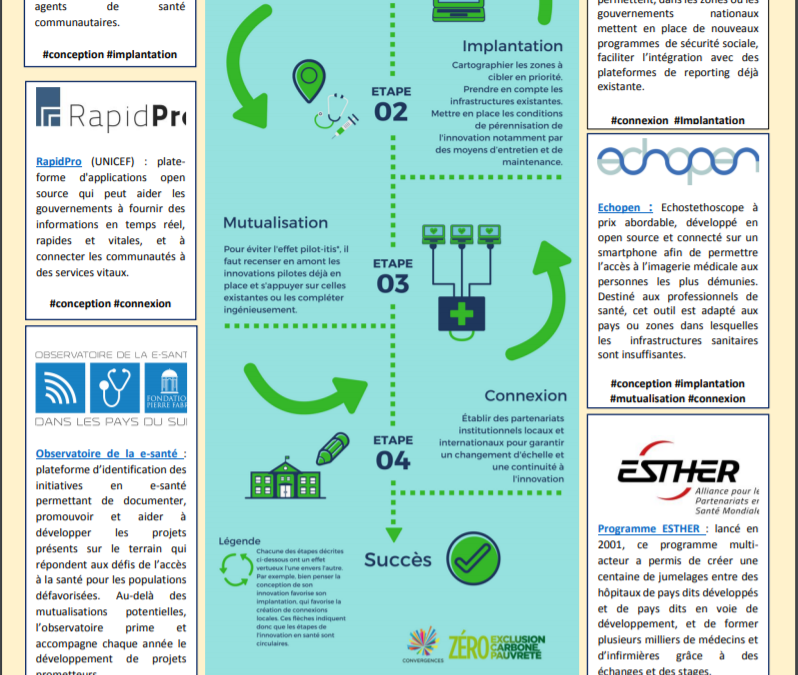 agents de santé
communautaires.
#conception #implantation
RapidPro
RapidPro (UNICEF) : plate-
forme d'applications open
source qui peut aider les
gouvernements à fournir des
informations en temps réel,
rapides et vitales, et à
connecter les communautés à
des services vitaux.
#conception #connexion
OBSERVATOIRE DE LA E-SANT
FONDATIO
PIERRE FABR
DANS LES PAYS DU SU
Observatoire de la e-santé :
plateforme d'identification des
initiatives en e-santé
permettant de documenter,
promouvoir et aider à
développer les projets
présents sur le terrain qui
répondent aux défis de l'accès
à la santé pour les populations
défavorisées. Au-delà des
mutualisations potentielles,
l'observatoire prime et
accompagne chaque année le
développement de projets
prometteurs
Implantation
Cartographier les zones à
cibler en priorité.
Prendre en compte les
infrastructures existantes.
Mettre en place les conditions
de pérennisation de
l'innovation notamment par
des moyens d'entretien et de
maintenance.
ETAPE
02
Mutualisation
Pour éviter l'effet pilot-itis", il
faut recenser en amont les
innovations pilotes déjà en
place et s'appuyer sur celles
existantes ou les compléter
ingénieusement.
ETAPE
03
Connexion
Établir des partenariats
institutionnels locaux et
internationaux pour garantir
un changement d'échelle et
une continuité à
l'innovation
ETAPE
04
Légende
Chacune des étapes décrites
ci-dessous ont un effet
vertueux l'une envers l'autre.
Par exemple, bien penser la
conception de son
innovation favorise son
implantation, qui favorise la
création de connexions
locales. Ces flèches indiquent
donc que les étapes de
l'innovation en santé sont
circulaires.
Succès
CONVERGENCES
ZÉRO EXCLUSION
CARBONE
PAUVRETÉ
permettent, dans les zones où les
gouvernements nationaux
mettent en place de nouveaux
programmes de sécurité sociale,
faciliter l'intégration avec des
plateformes de reporting déjà
existante.
#connexion #Implantation
echopen
Echopen : Echostethoscope à
prix abordable, développé en
open source et connecté sur un
smartphone afin de permettre
l'accès à l'imagerie médicale aux
personnes les plus démunies.
Destiné aux professionnels de
santé, cet outil est adapté aux
pays ou zones dans lesquelles
les infrastructures sanitaires
sont insuffisantes.
#conception #implantation
#mutualisation #connexion
ESTHER
Alliance pour le
Partenariats en
Santé Mondiale
Programme ESTHER : lancé en
2001, ce programme multi-
acteur a permis de créer une
centaine de jumelages entre des
hôpitaux de pays dits développés
et de pays dits en voie de
développement, et de former
plusieurs milliers de médecins et
d'infirmières grâce à des
échanges et des stages.